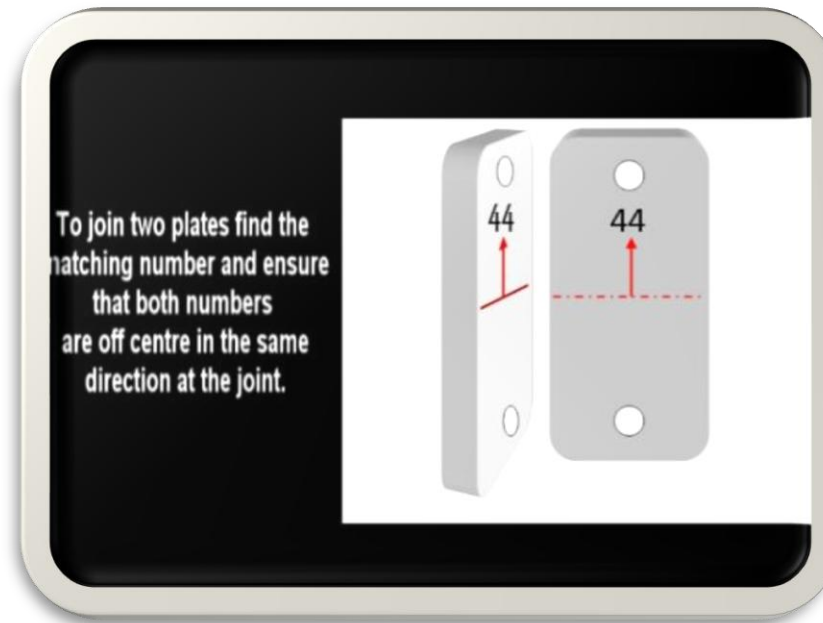 To join two plates find the
matching number and ensure
that both numbers
are off centre in the same
direction at the joint.
44
44